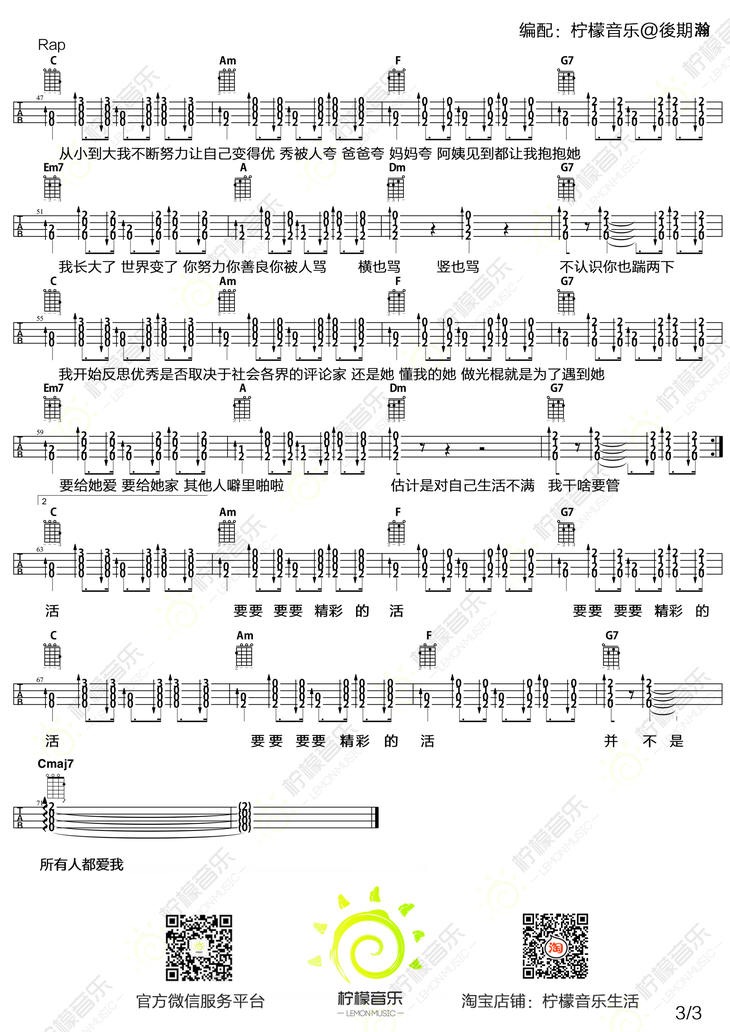 编配：柠檬音乐@後期瀚
Rap
C Am F G7
47
从小到大我不断努力让自己变得优 秀被人夸 爸爸夸 妈妈夸 阿姨见到都让我抱抱她
Em7 A Dm G7
51
我长大了 世界变了 你努力你善良你被人骂 横也骂 竖也骂 不认识你也踹两下
C Am F G7
55
我开始反思优秀是否取决于社会各界的评论家 还是她 懂我的她 做光棍就是为了遇到她
Em7 A Dm G7
59
要给她爱 要给她家 其他人噼里啪啦 估计是对自己生活不满 我干啥要管
2
C Am F G7
63
活 要要 要要 精彩 的 活 要要 要要 精彩 的
C Am F G7
67
活 要要 要要 精彩 的 活 并 不 是
Cmaj7
71
所有人都爱我
官方微信服务平台
柠檬音乐
LEMON MUSIC
淘
淘宝店铺：柠檬音乐生活
3/3